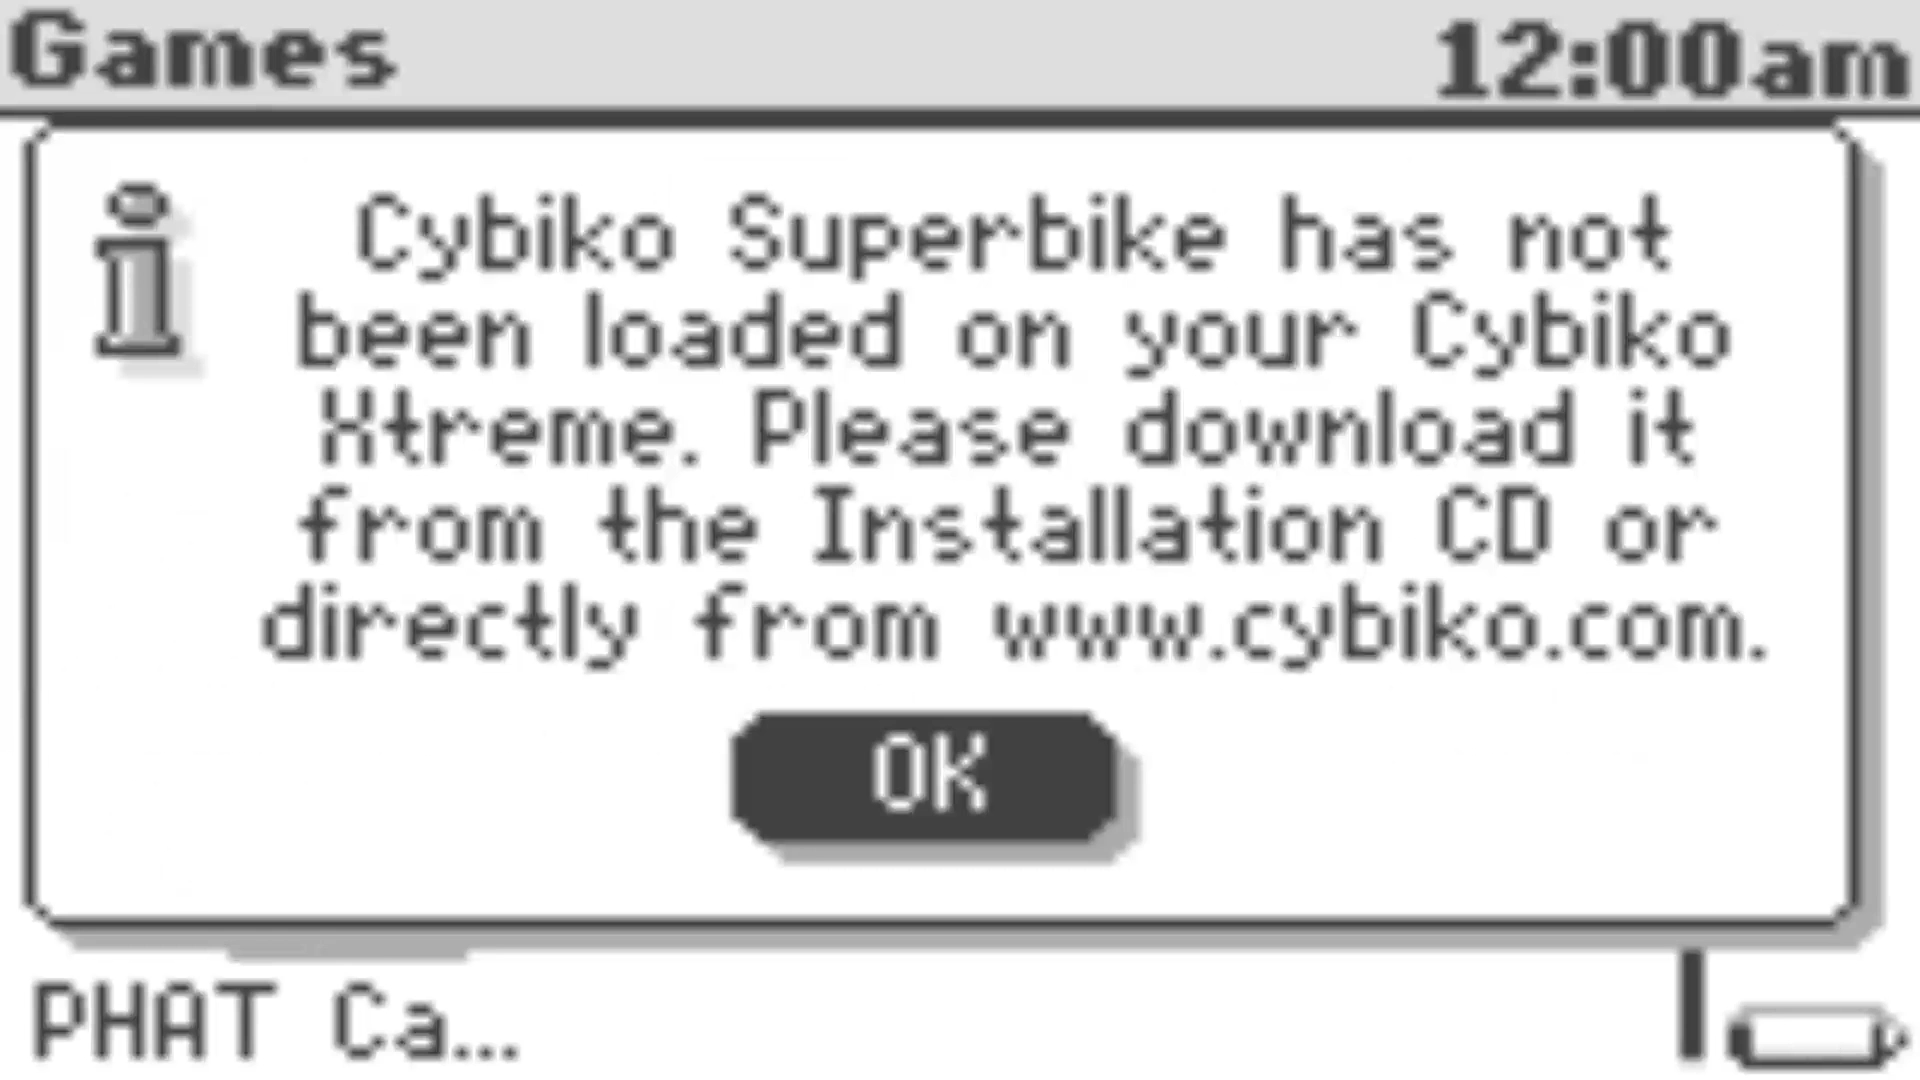 Games
12:00am
Cybiko Superbike has not
been loaded on your Cybiko
Xtreme. Please download it
from the Installation CD or
directly from www.cybiko.com.
OK
PHAT Ca...